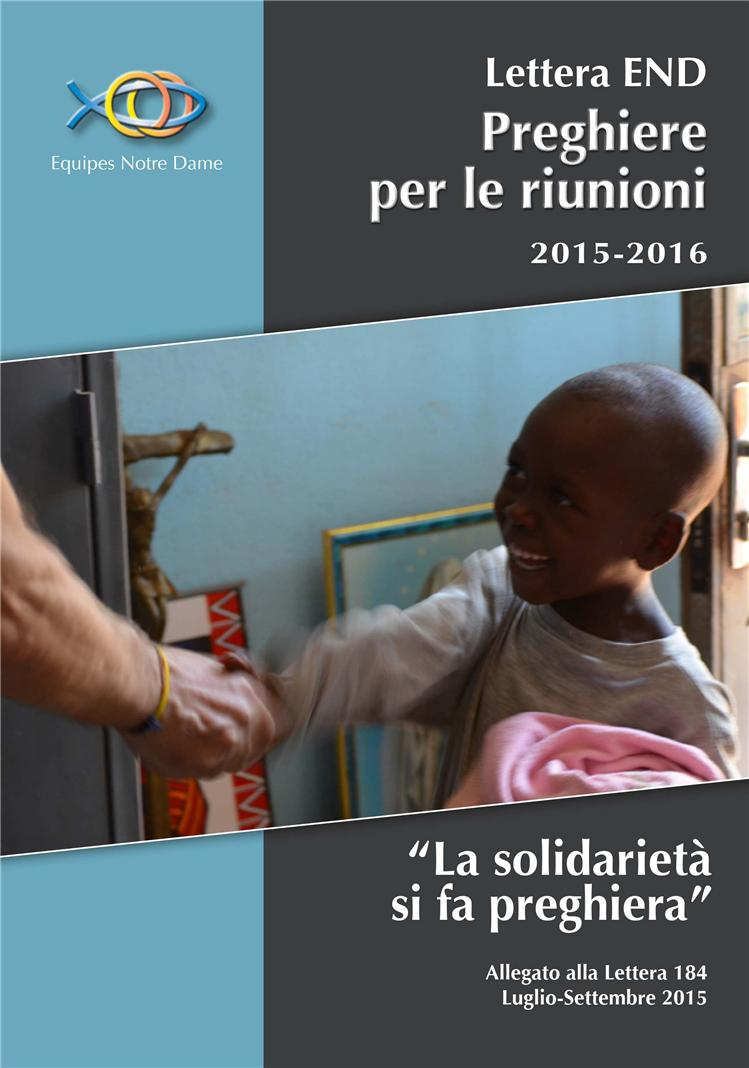 Equipes Notre Dame
Lettera END
Preghiere
per le riunioni
2015-2016
“La solidarietà
si fa preghiera”
Allegato alla Lettera 184
Luglio-Settembre 2015